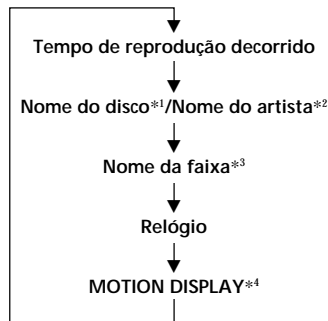 Tempo de reprodução decorrido
Nome do disco*1/Nome do artista*2
Nome da faixa*3
Relógio
MOTION DISPLAY*4